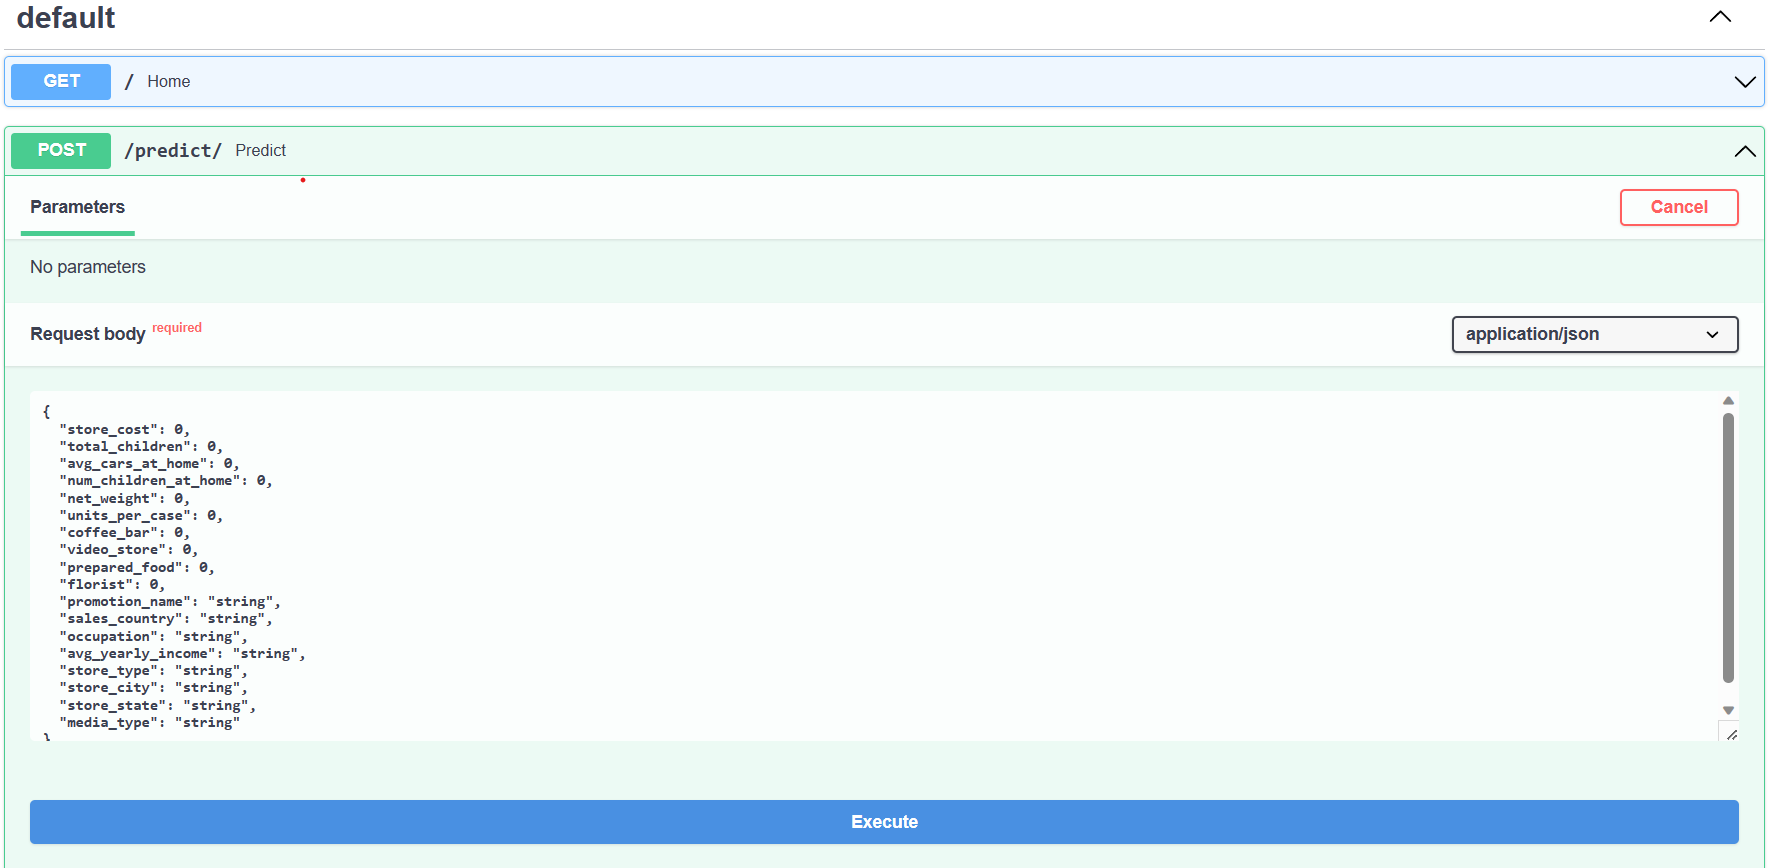 default
GET / Home
POST /predict/ Predict
Parameters
Cancel
No parameters
Request body required
application/json
{
"store_cost": 0,
"total_children": 0,
"avg_cars_at_home": 0,
"num_children_at_home": 0,
"net_weight": 0,
"units_per_case": 0,
"coffee_bar": 0,
"video_store": 0,
"prepared_food": 0,
"florist": 0,
"promotion_name": "string",
"sales_country": "string",
"occupation": "string",
"avg_yearly_income": "string",
"store_type": "string",
"store_city": "string",
"store_state": "string",
"media_type": "string"
}
Execute